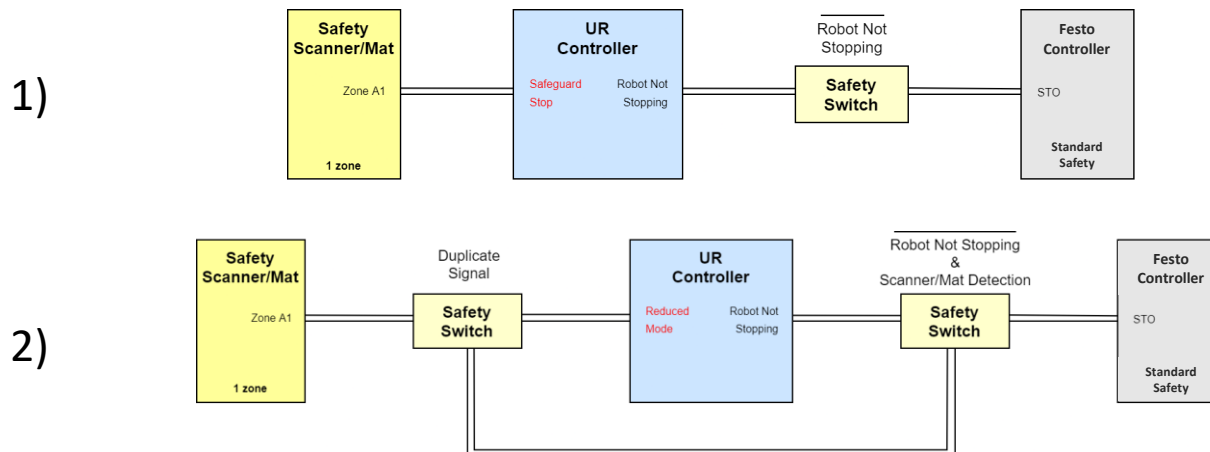 1)
Safety
Scanner/Mat
Zone A1
1 zone
UR
Controller
Safeguard
Stop
Robot Not
Stopping
Robot Not
Stopping
Safety
Switch
Festo
Controller
STO
Standard
Safety
2)
Safety
Scanner/Mat
Zone A1
1 zone
Duplicate
Signal
Safety
Switch
UR
Controller
Reduced
Mode
Robot Not
Stopping
Robot Not Stopping
&
Scanner/Mat Detection
Safety
Switch
Festo
Controller
STO
Standard
Safety